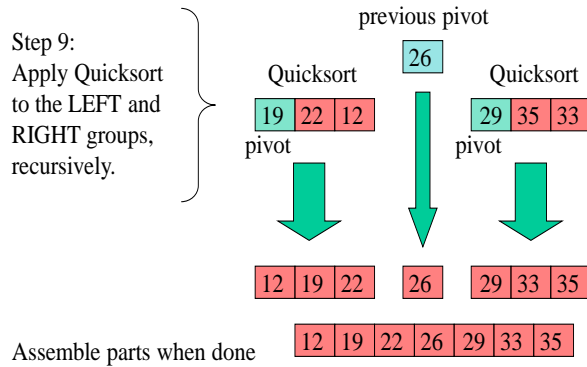 previous pivot
Step 9:
Apply Quicksort
to the LEFT and
RIGHT groups,
recursively.
26
Quicksort
Quicksort
19 22 12
29 35 33
pivot
pivot
12 19 22
26
29 33 35
12 19 22 26 29 33 35
Assemble parts when done